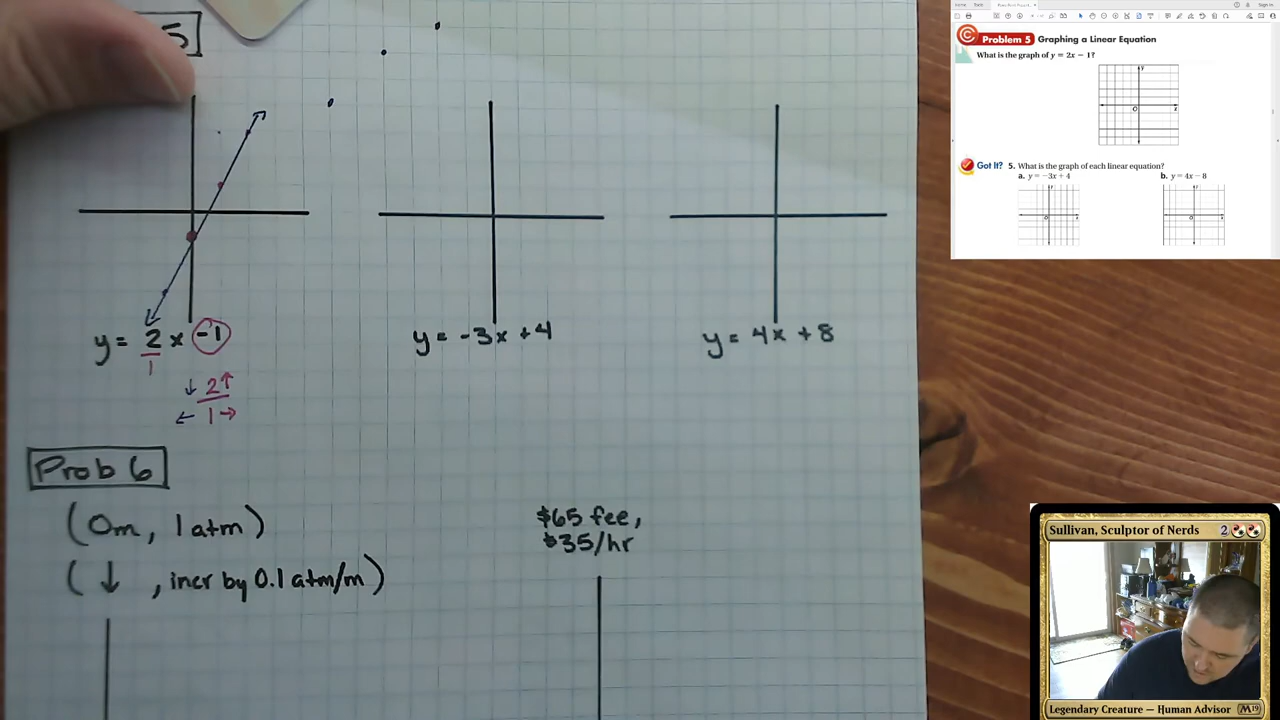 5
y = 2x -1
1
↓ 2↑
← 1→
y = -3x +4
y = 4x +8
Prob 6
(0m, 1 atm)
(↓, incr by 0.1 atm/m)
$65 fee,
$35/hr
Problem 5 Graphing a Linear Equation
What is the graph of y = 2x − 1?
y
x
O
Got It? 5. What is the graph of each linear equation?
a. y = −3x + 4
b. y = 4x − 8
Sullivan, Sculptor of Nerds 2
Legendary Creature — Human Advisor M19